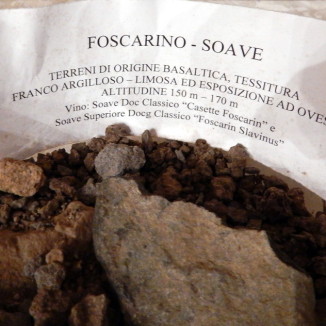 FOSCARINO - SOAVE
TERRENI DI ORIGINE BASALTICA, TESSITURA
FRANCO ARGILLOSO – LIMOSA ED ESPOSIZIONE AD OVES
ALTITUDINE 150 m – 170 m
Vino: Soave Doc Classico “Casette Foscarin” e
Soave Superiore Docg Classico “Foscarin Slavinus”